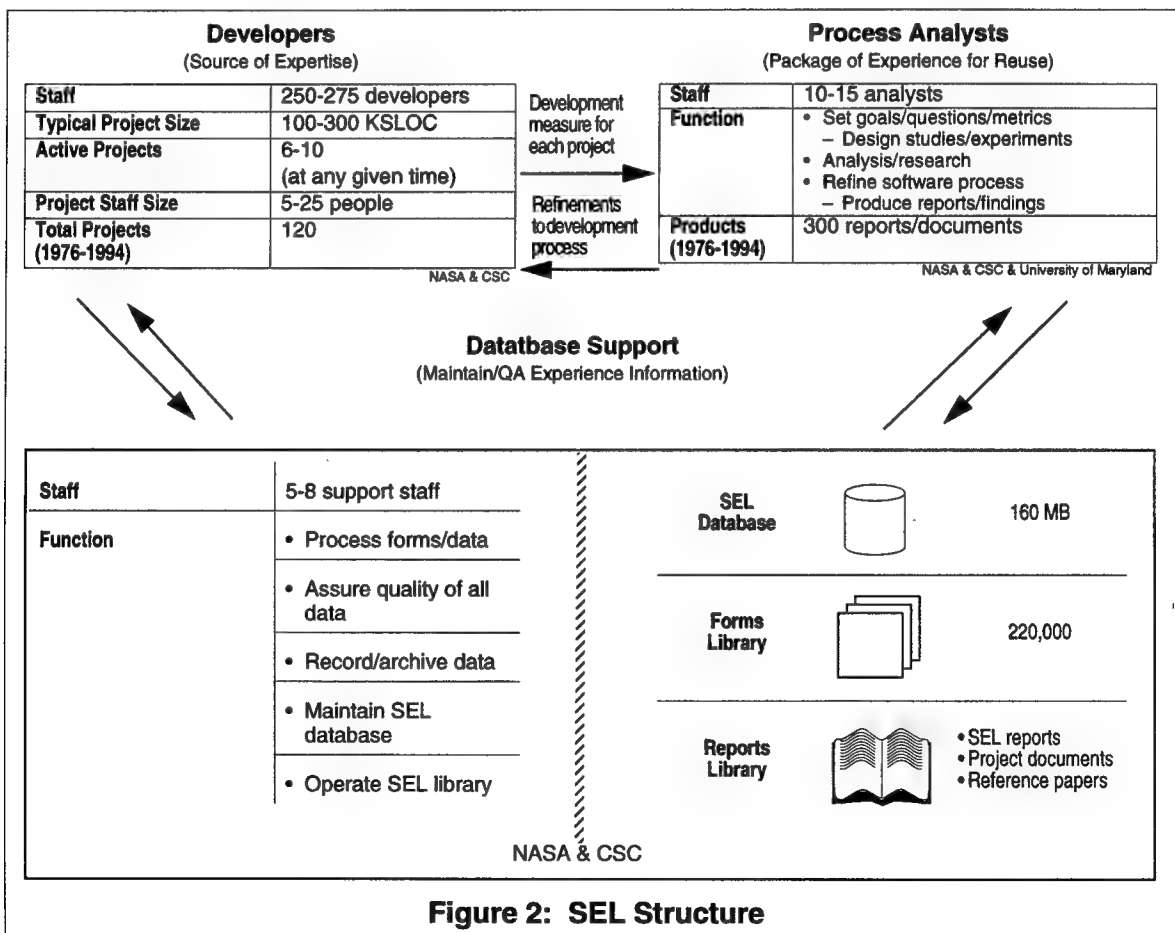 Developers
(Source of Expertise)
Staff 250-275 developers
Typical Project Size 100-300 KSLOC
Active Projects 6-10
(at any given time)
Project Staff Size 5-25 people
Total Projects 120
(1976-1994)
NASA & CSC
Development
measure for
each project
Refinements
to development
process
Process Analysts
(Package of Experience for Reuse)
Staff 10-15 analysts
Function • Set goals/questions/metrics
– Design studies/experiments
• Analysis/research
• Refine software process
– Produce reports/findings
Products 300 reports/documents
(1976-1994)
NASA & CSC & University of Maryland
Datatbase Support
(Maintain/QA Experience Information)
Staff 5-8 support staff
Function • Process forms/data
• Assure quality of all
data
• Record/archive data
• Maintain SEL
database
• Operate SEL library
SEL
Database
160 MB
Forms
Library
220,000
Reports
Library
• SEL reports
• Project documents
• Reference papers
NASA & CSC
Figure 2: SEL Structure